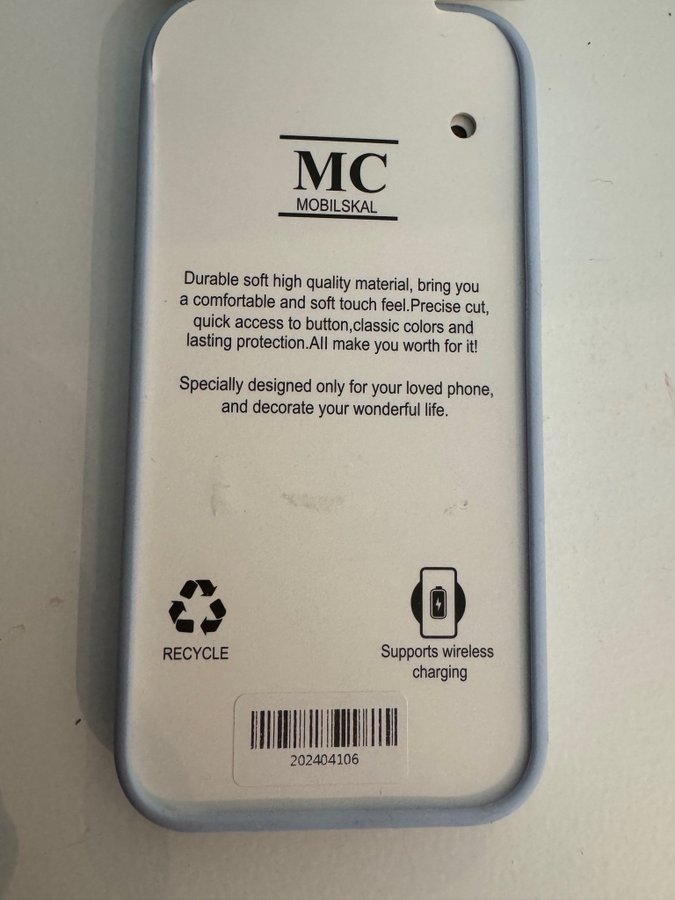 MC
MOBILSKAL
Durable soft high quality material, bring you
a comfortable and soft touch feel.Precise cut,
quick access to button,classic colors and
lasting protection.All make you worth for it!
Specially designed only for your loved phone,
and decorate your wonderful life.
RECYCLE
Supports wireless
charging
202404106